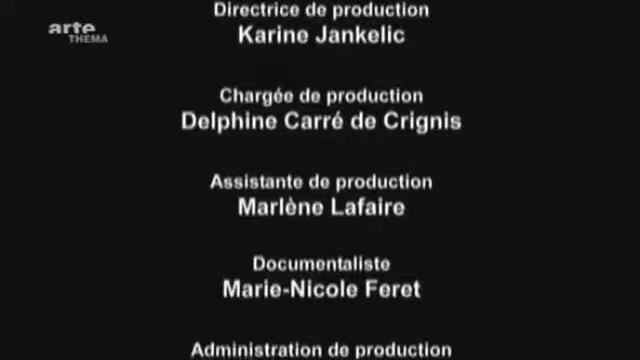 arte
THEMA
Directrice de production
Karine Jankelic
Chargée de production
Delphine Carré de Crignis
Assistante de production
Marlène Lafaire
Documentaliste
Marie-Nicole Feret
Administration de production